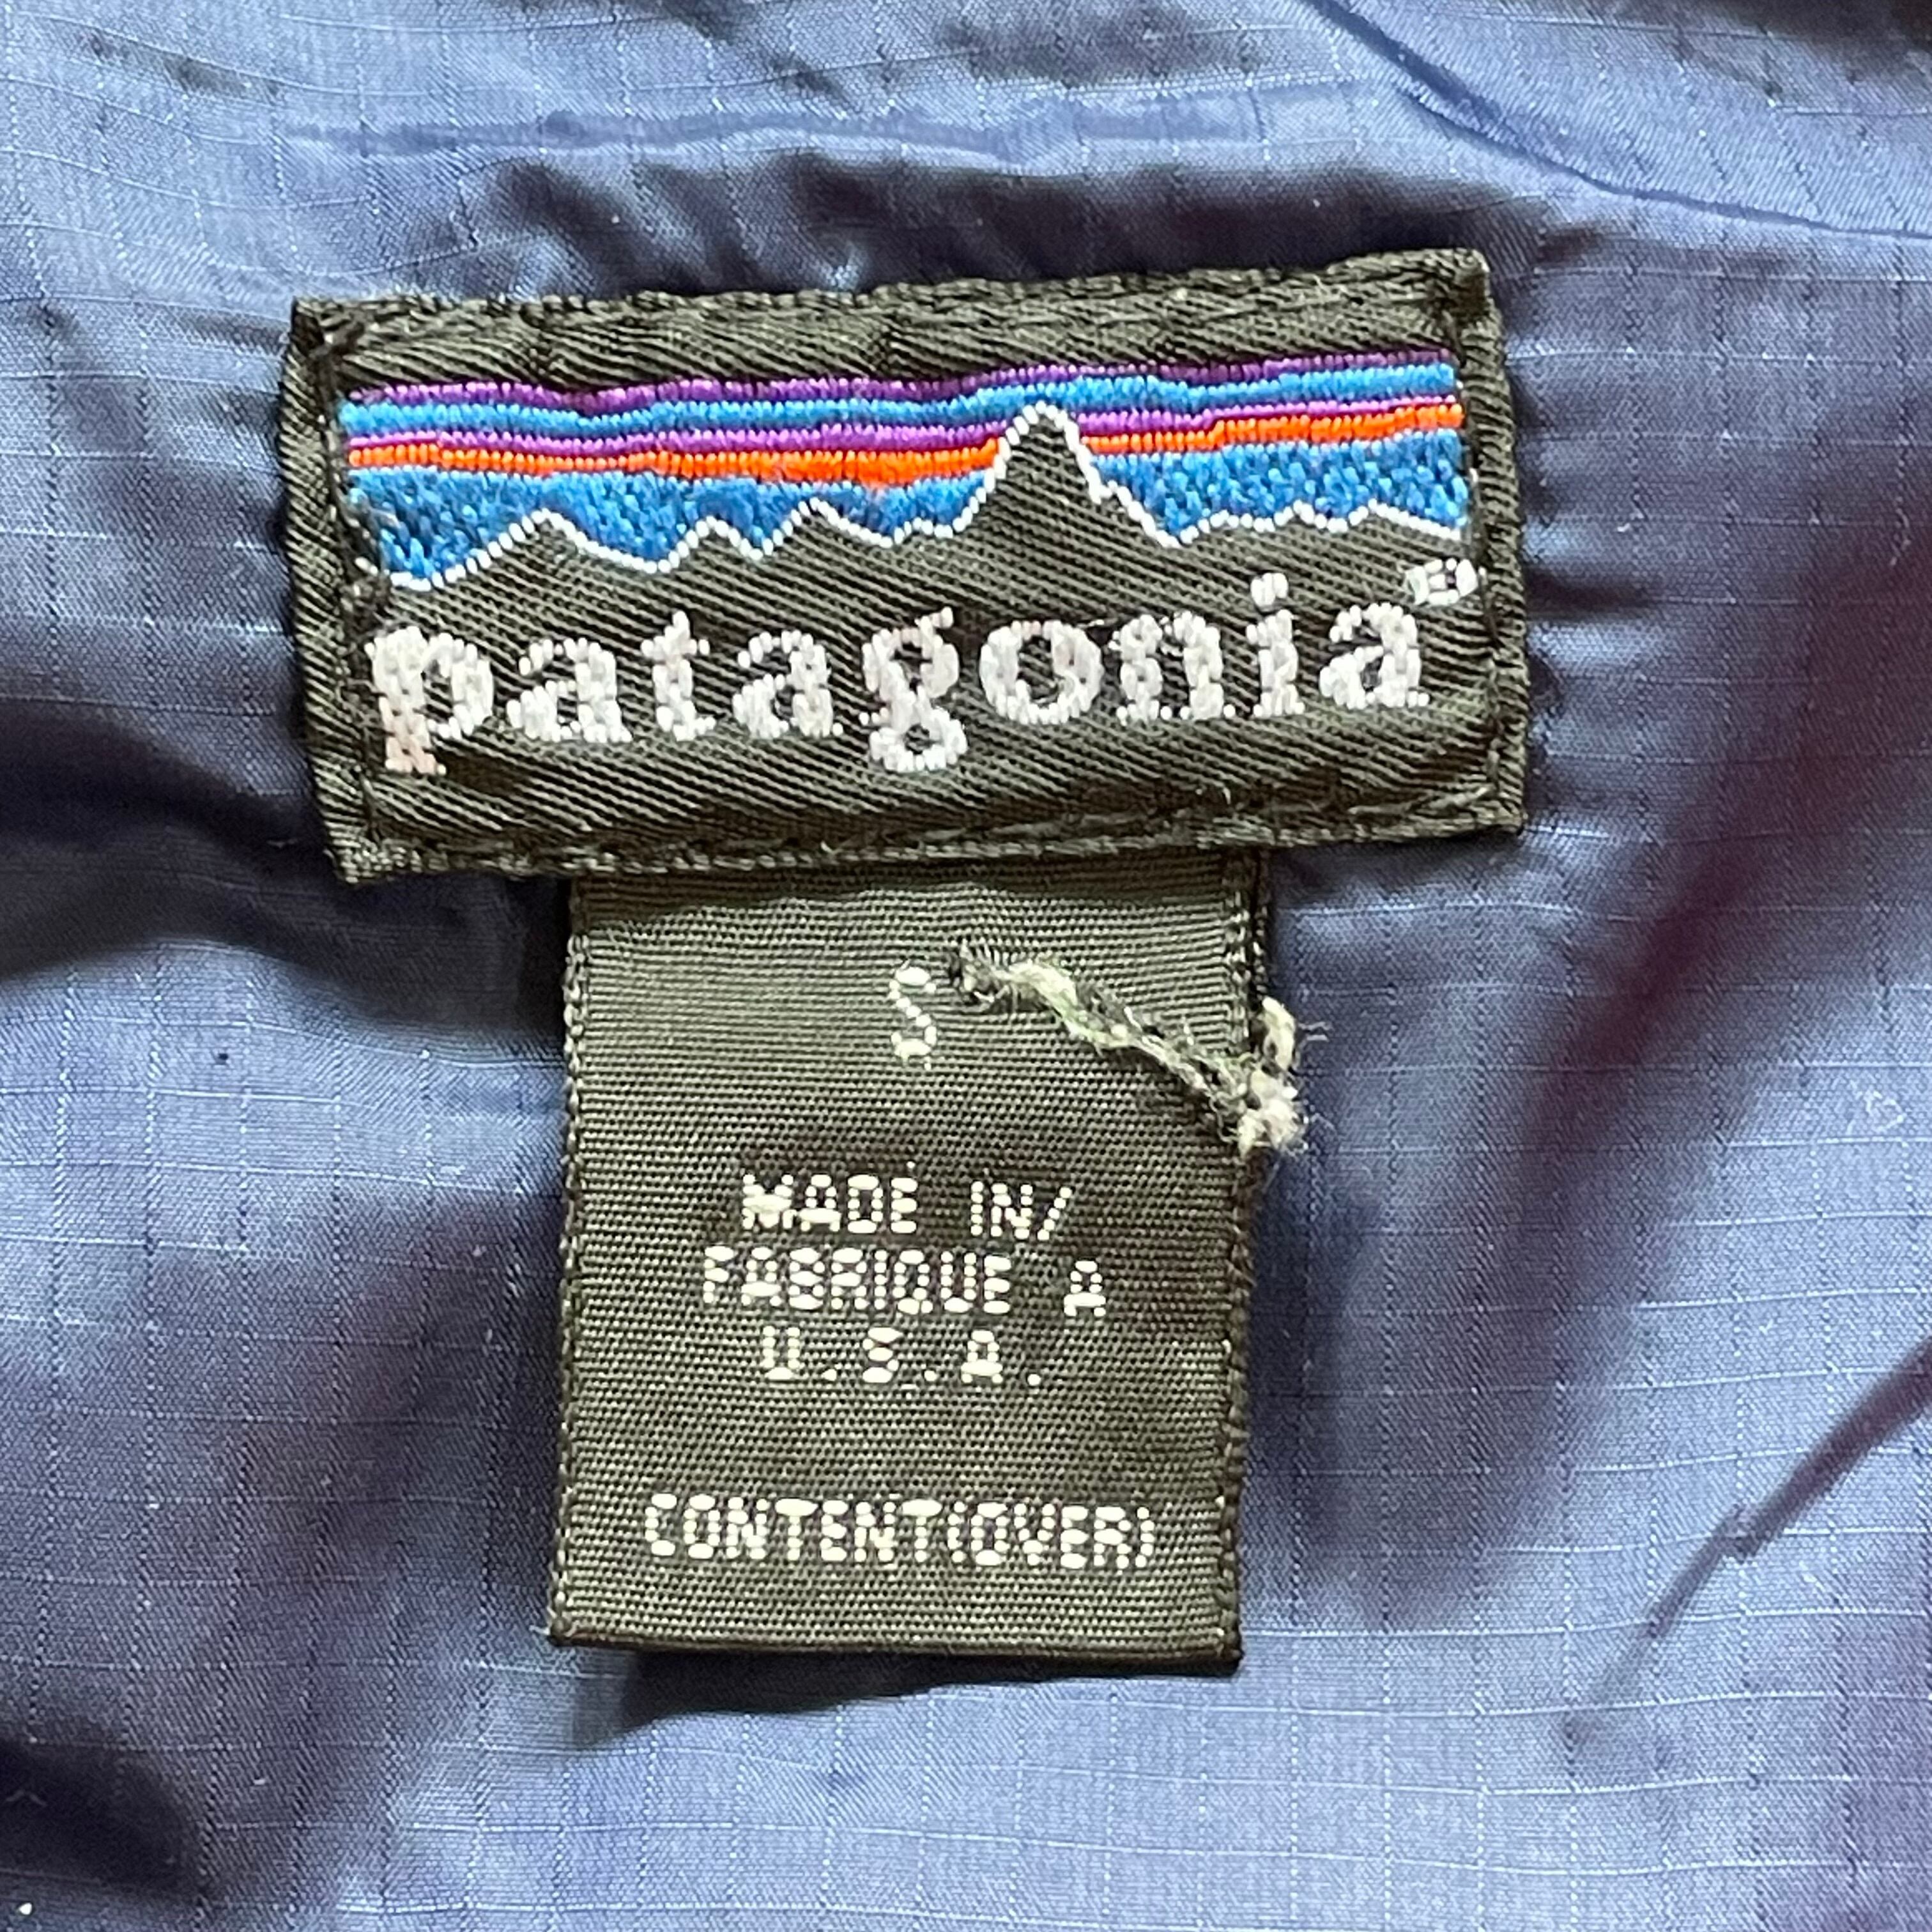 patagonia®
S
MADE IN/
FABRIQUE A
U.S.A.
CONTENT(OVER)